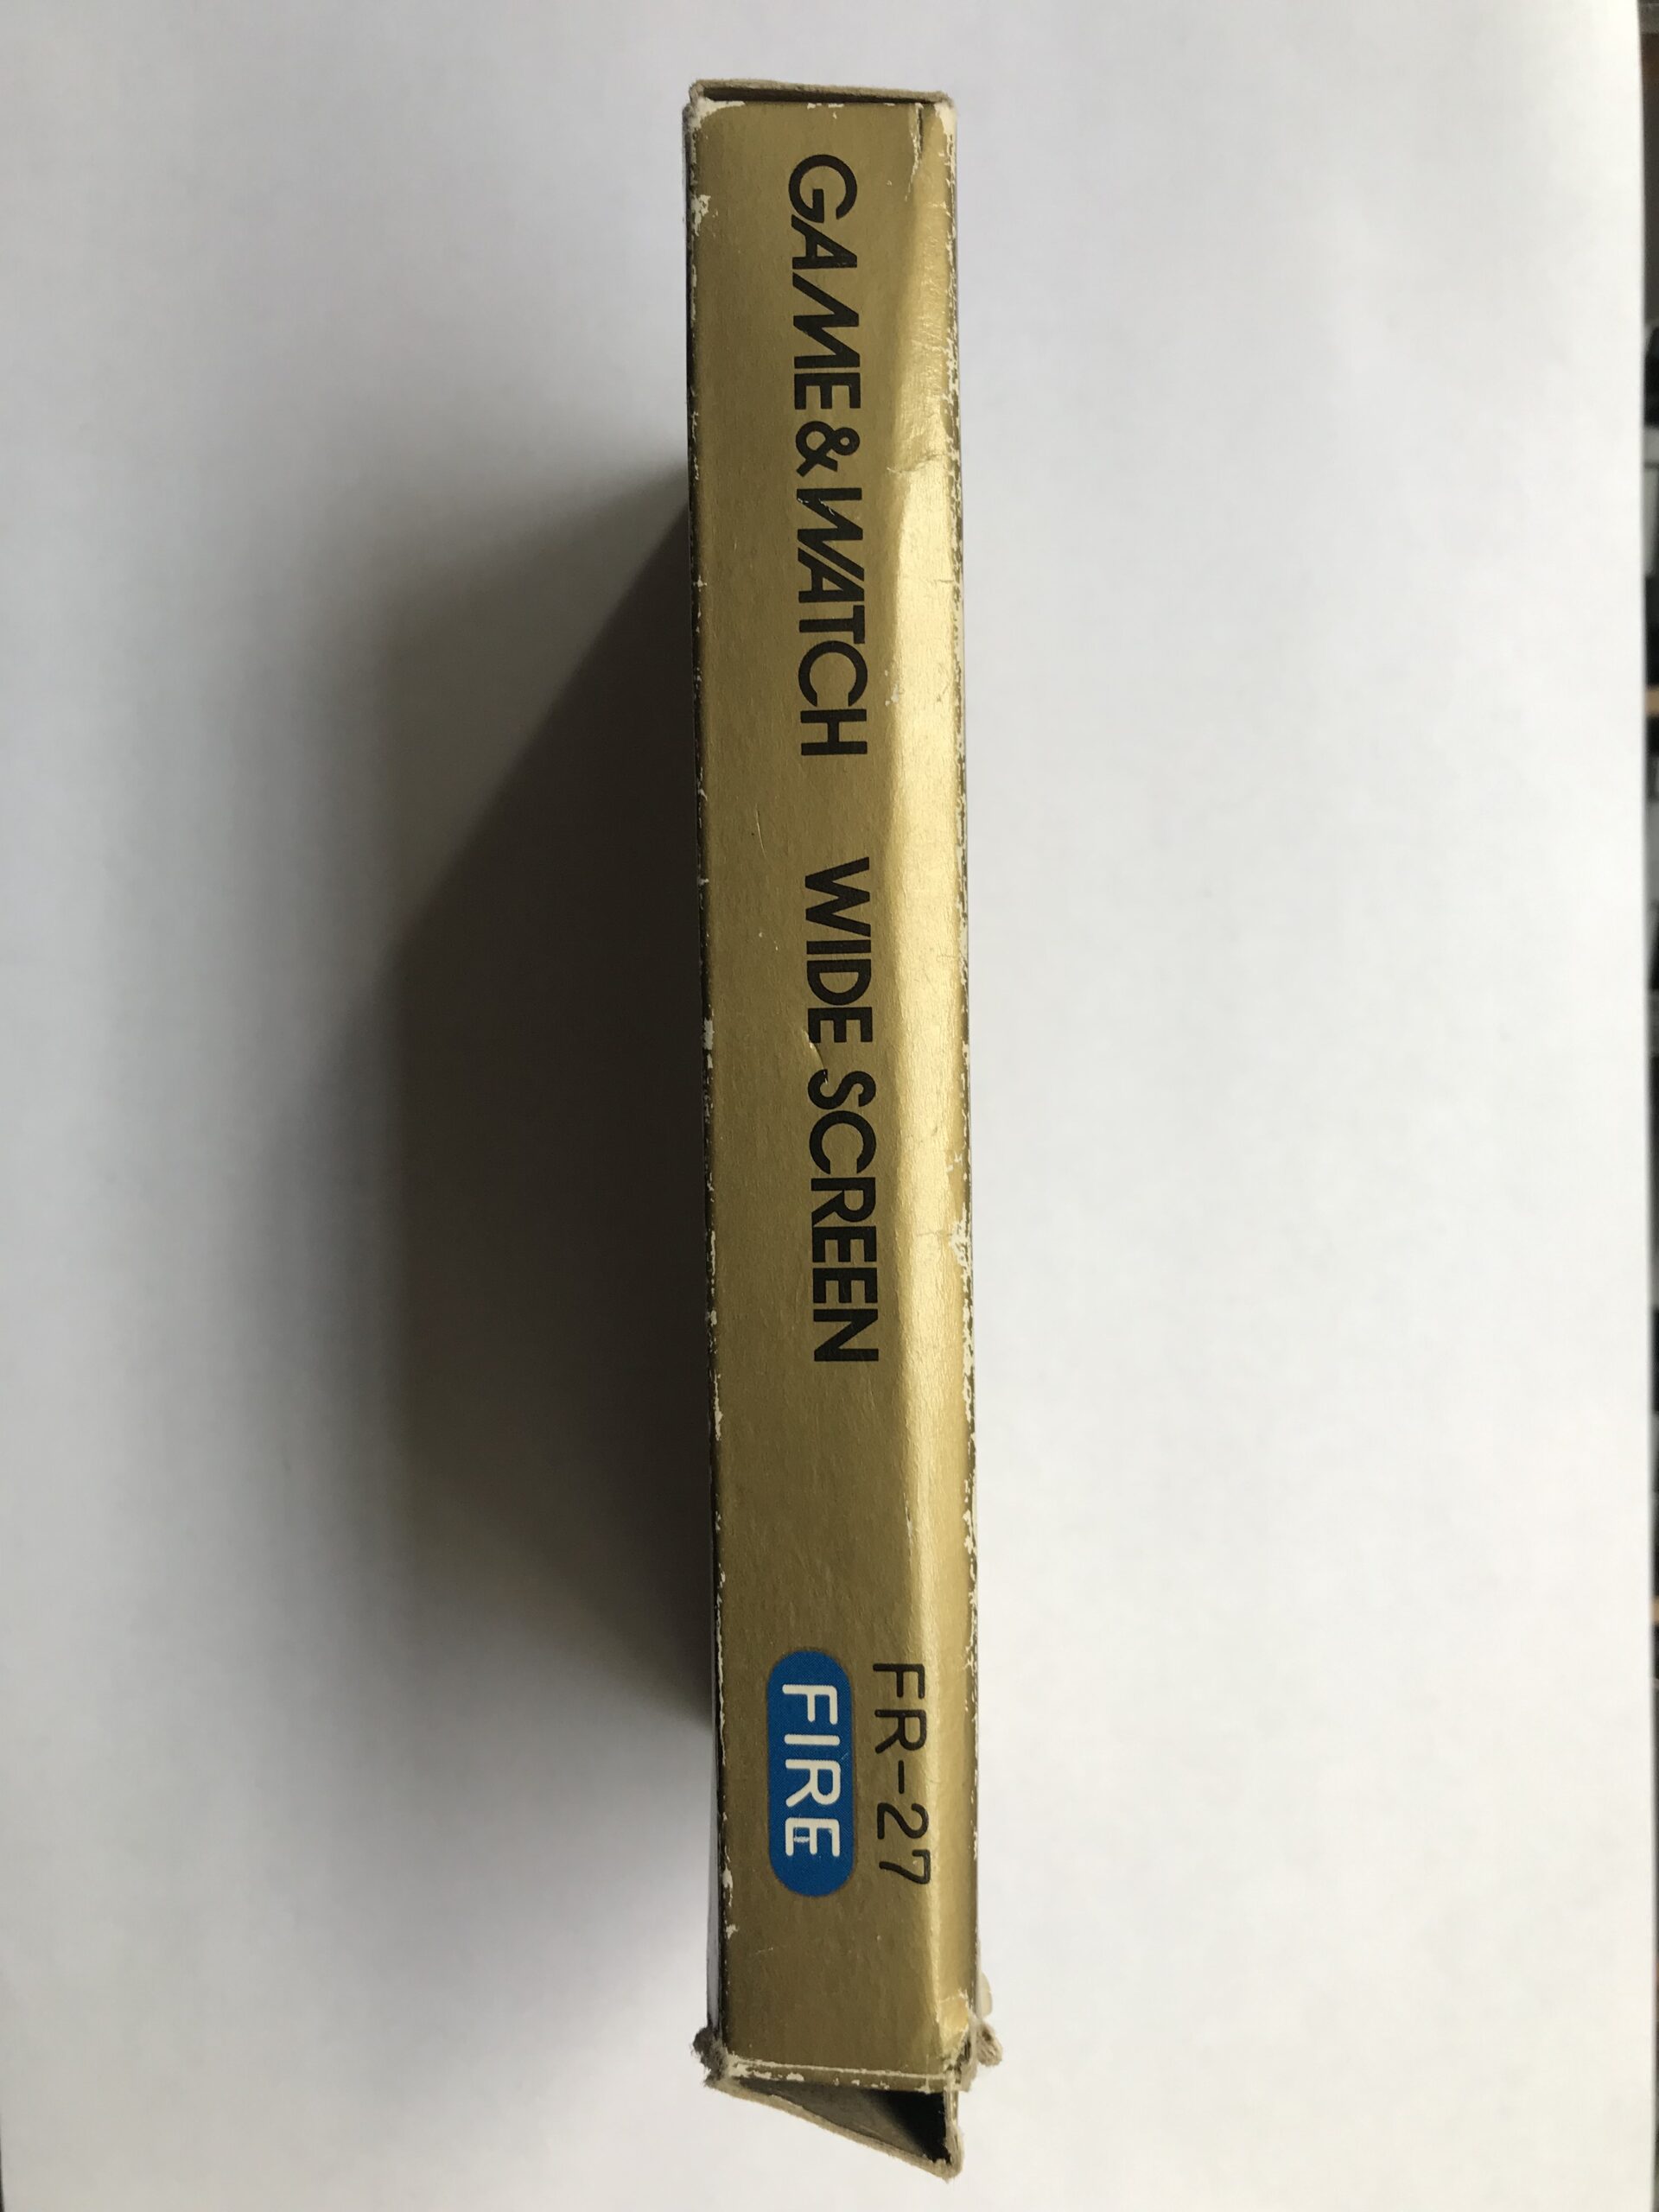 GAME & WATCH WIDE SCREEN
FR-27
FIRE